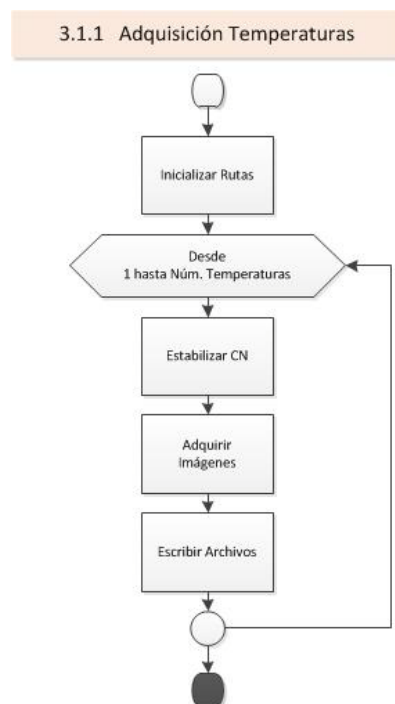 3.1.1 Adquisición Temperaturas
Inicializar Rutas
Desde
1 hasta Núm. Temperaturas
Estabilizar CN
Adquirir
Imágenes
Escribir Archivos